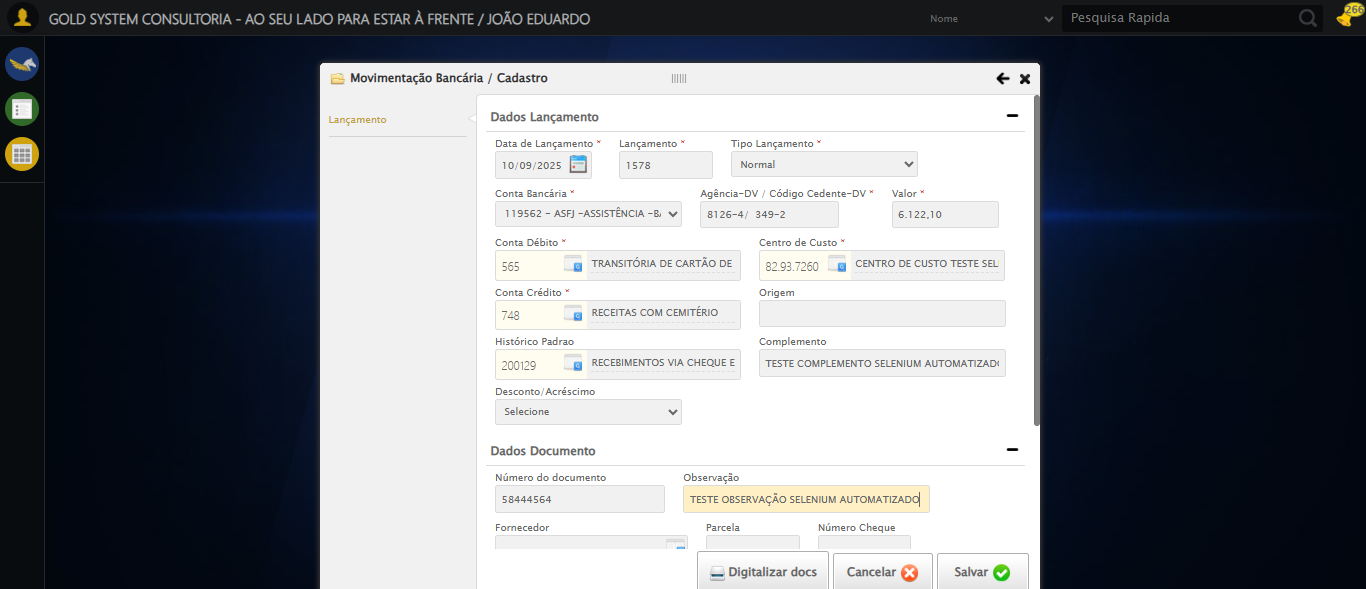 GOLD SYSTEM CONSULTORIA - AO SEU LADO PARA ESTAR À FRENTE / JOÃO EDUARDO
Nome
Pesquisa Rapida
266
Movimentação Bancária / Cadastro
Lançamento
Dados Lançamento
Data de Lançamento * Lançamento * Tipo Lançamento *
10/09/2025 1578 Normal
Conta Bancária * Agência-DV / Código Cedente-DV * Valor *
119562 - ASFJ -ASSISTÊNCIA -BA 8126-4/ 349-2 6.122,10
Conta Débito * Centro de Custo *
565 TRANSITÓRIA DE CARTÃO DE 82.93.7260 CENTRO DE CUSTO TESTE SEL
Conta Crédito * Origem
748 RECEITAS COM CEMITÉRIO
Histórico Padrao Complemento
200129 RECEBIMENTOS VIA CHEQUE E TESTE COMPLEMENTO SELENIUM AUTOMATIZADO
Desconto/Acréscimo
Selecione
Dados Documento
Número do documento Observação
58444564 TESTE OBSERVAÇÃO SELENIUM AUTOMATIZADO
Fornecedor Parcela Número Cheque
Digitalizar docs Cancelar Salvar